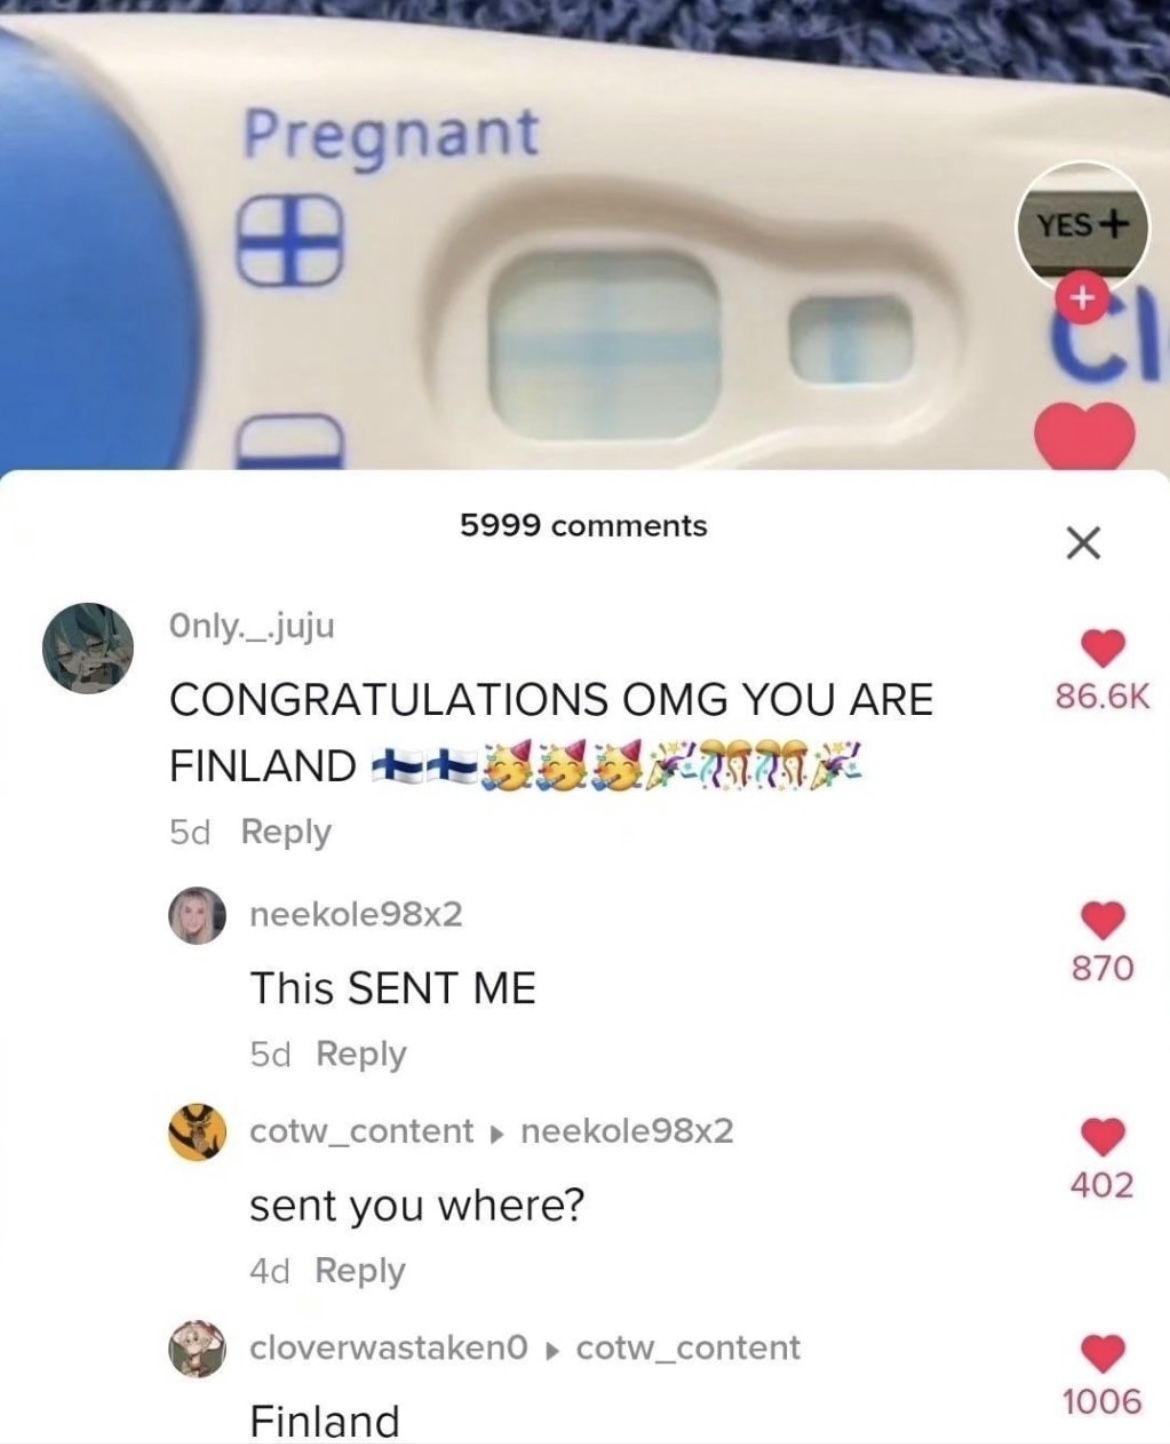 Pregnant
YES+
Cl
5999 comments
0nly._.juju
CONGRATULATIONS OMG YOU ARE
FINLAND 🇫🇮🇫🇮🥳🥳🥳🎉🎊🎊🎉
86.6K
5d Reply
neekole98x2
This SENT ME
870
5d Reply
cotw_content ▸ neekole98x2
sent you where?
402
4d Reply
cloverwastaken0 ▸ cotw_content
Finland
1006